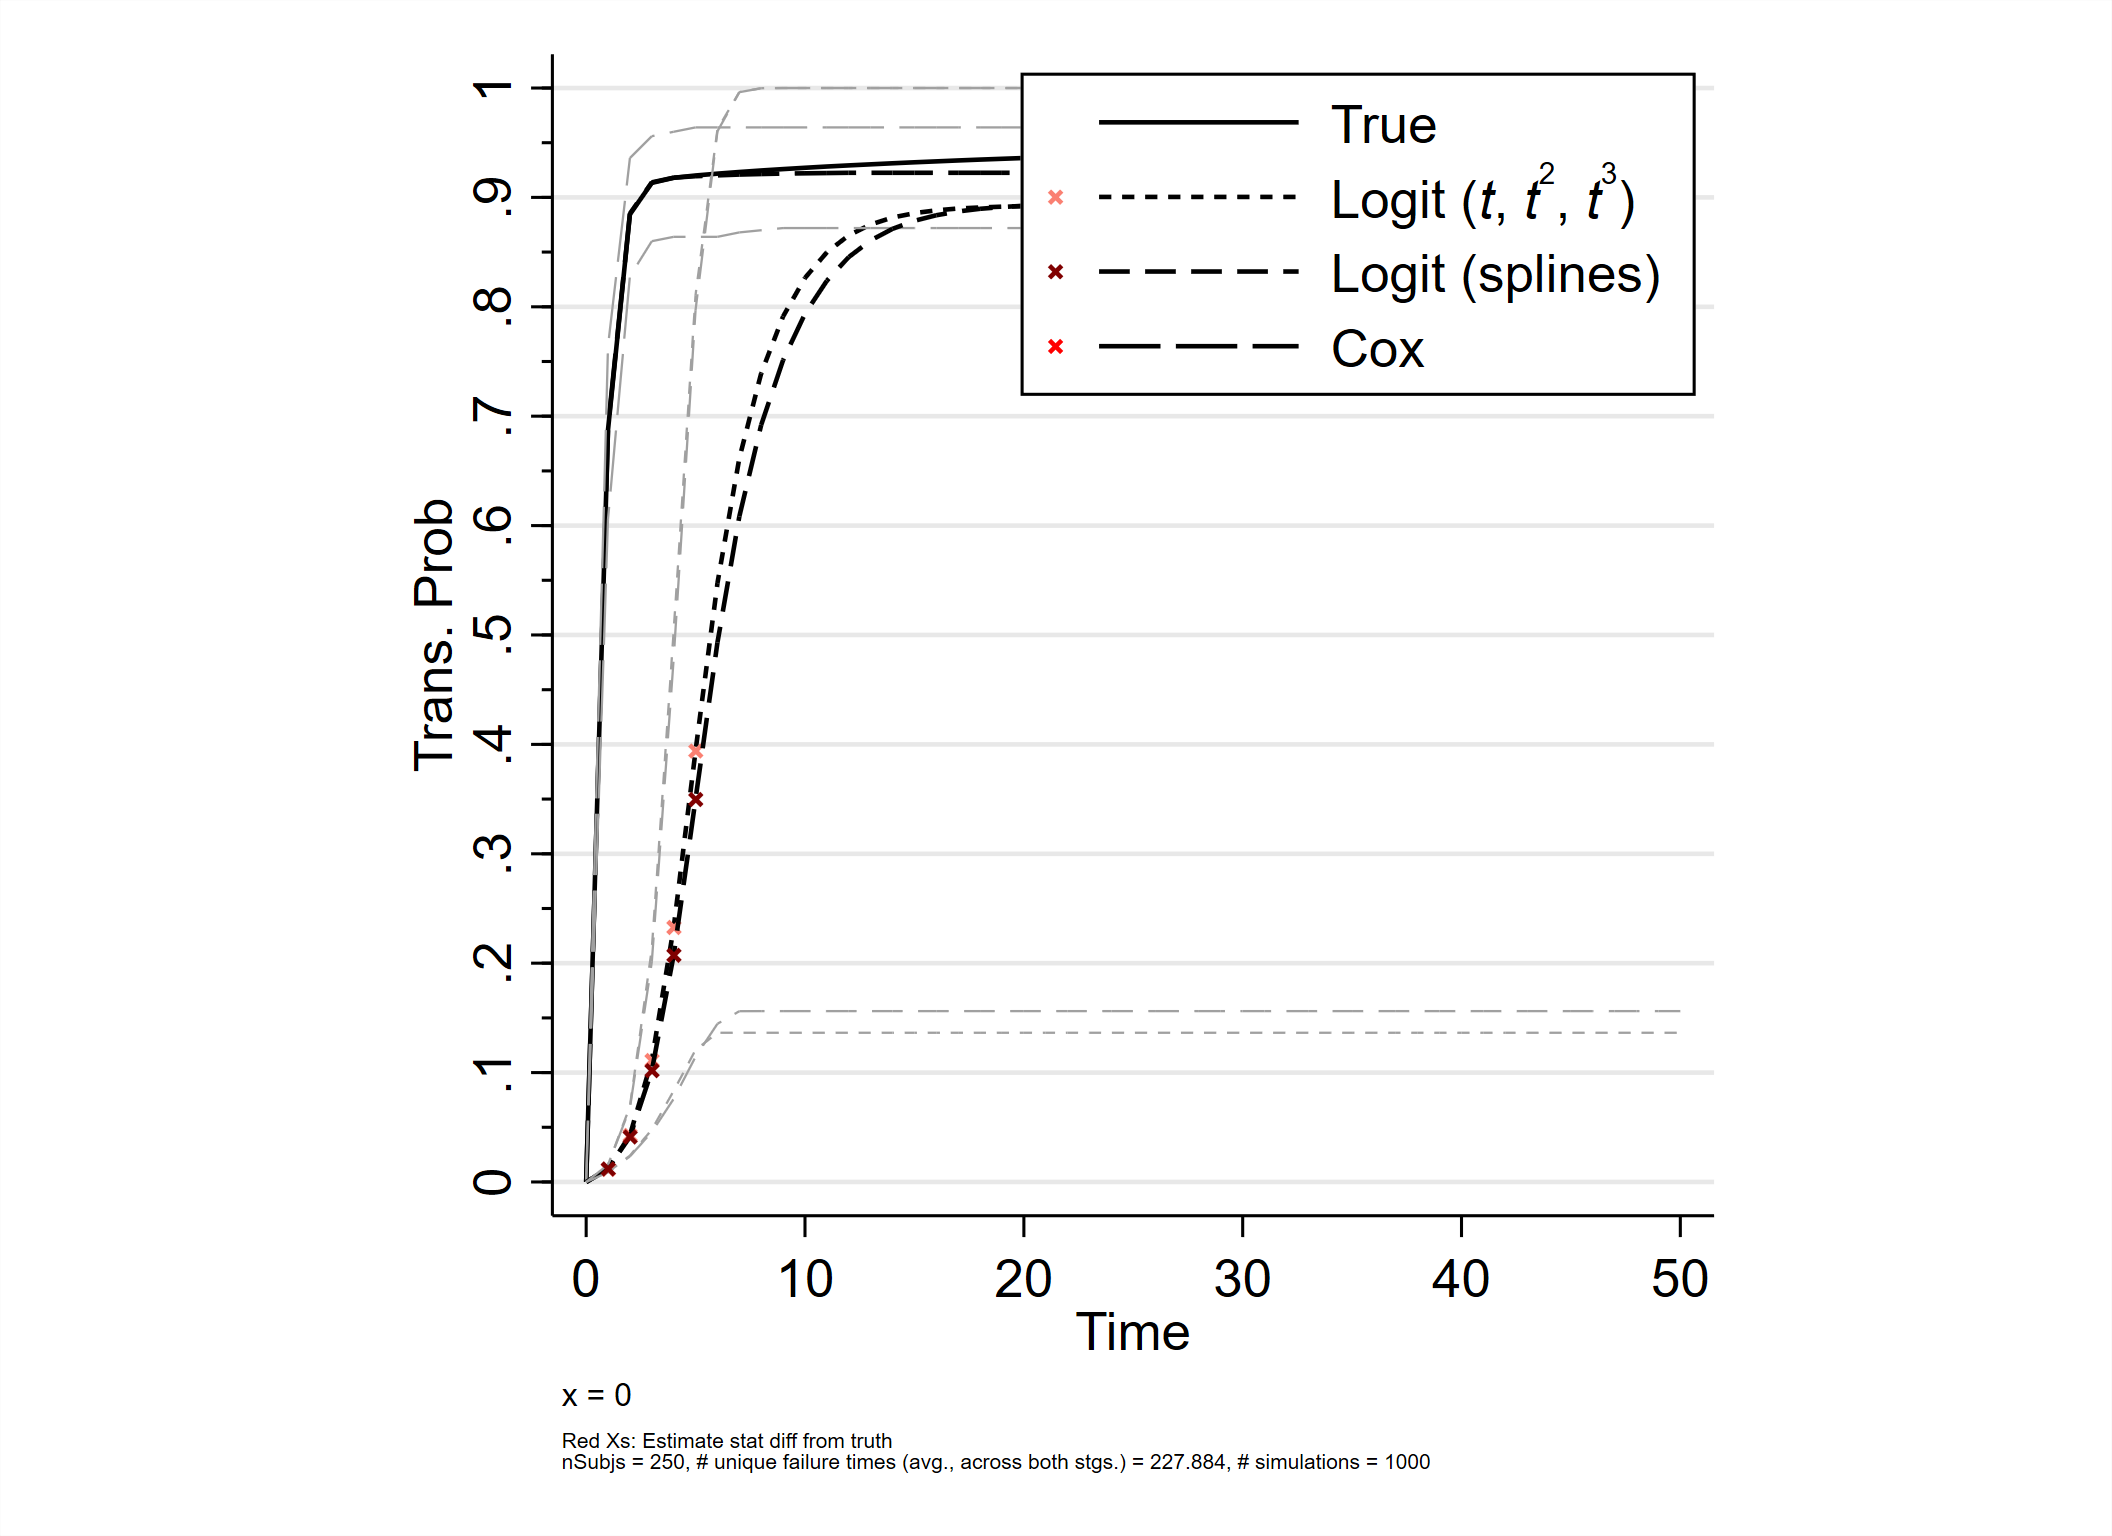 1
.9
.8
.7
.6
.5
.4
.3
.2
.1
0
Trans. Prob
True
Logit (t, t², t³)
Logit (splines)
Cox
0 10 20 30 40 50
Time
x = 0
Red Xs: Estimate stat diff from truth
nSubjs = 250, # unique failure times (avg., across both stgs.) = 227.884, # simulations = 1000